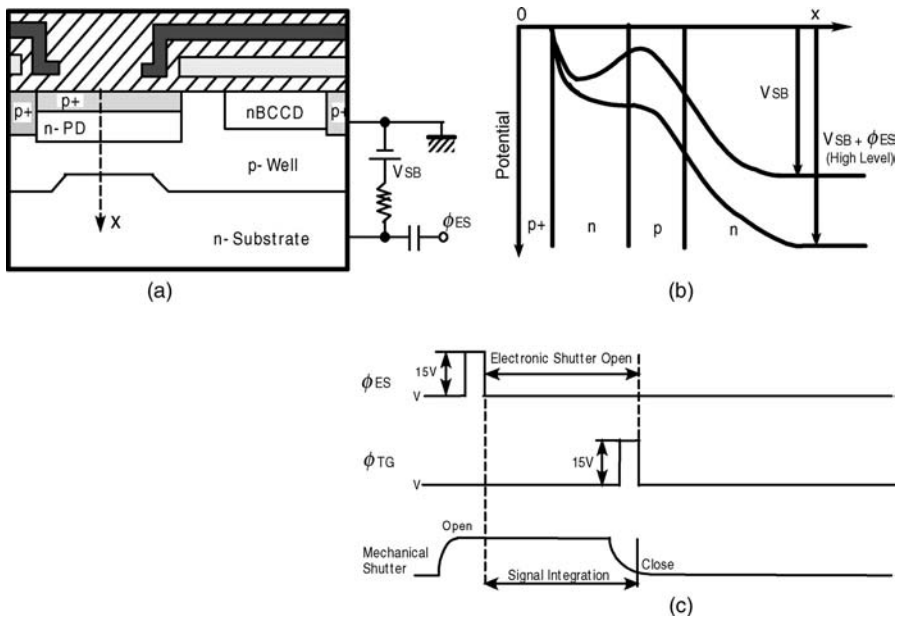 p+
p+
n- PD
nBCCD
p+
p- Well
VSB
X
ϕES
n- Substrate
(a)
0
x
Potential
VSB
VSB + ϕES
(High Level)
p+
n
p
n
(b)
ϕES
15V
V
Electronic Shutter Open
ϕTG
15V
V
Mechanical
Shutter
Open
Close
Signal Integration
(c)